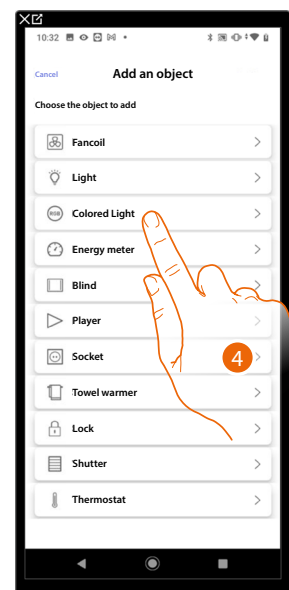 10:32
Cancel Add an object
Choose the object to add
Fancoil
Light
RGB Colored Light
Energy meter
Blind
Player
Socket
4
Towel warmer
Lock
Shutter
Thermostat